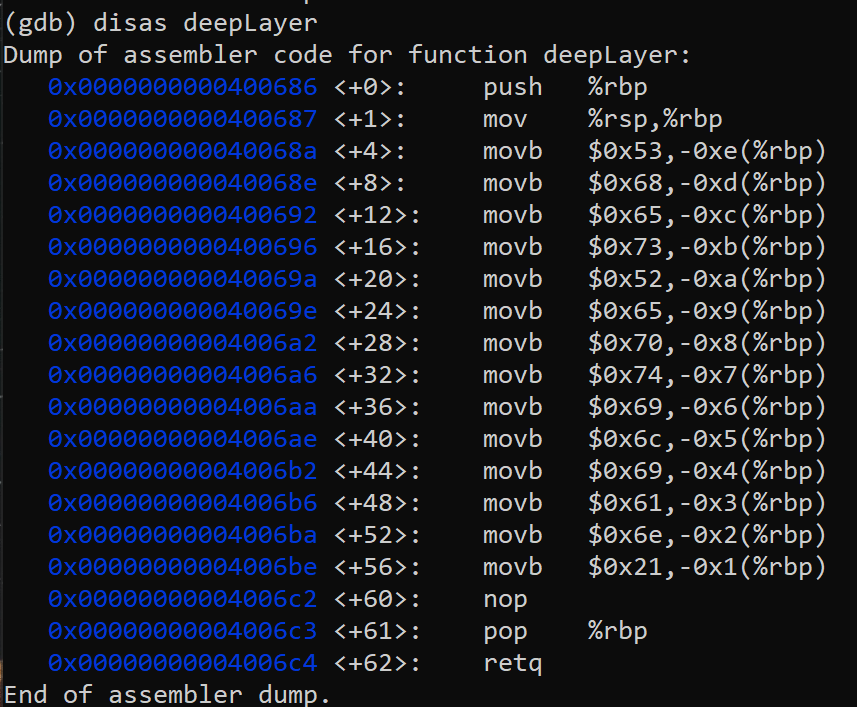 (gdb) disas deepLayer
Dump of assembler code for function deepLayer:
   0x0000000000400686 <+0>:     push   %rbp
   0x0000000000400687 <+1>:     mov    %rsp,%rbp
   0x000000000040068a <+4>:     movb   $0x53,-0xe(%rbp)
   0x000000000040068e <+8>:     movb   $0x68,-0xd(%rbp)
   0x0000000000400692 <+12>:    movb   $0x65,-0xc(%rbp)
   0x0000000000400696 <+16>:    movb   $0x73,-0xb(%rbp)
   0x000000000040069a <+20>:    movb   $0x52,-0xa(%rbp)
   0x000000000040069e <+24>:    movb   $0x65,-0x9(%rbp)
   0x00000000004006a2 <+28>:    movb   $0x70,-0x8(%rbp)
   0x00000000004006a6 <+32>:    movb   $0x74,-0x7(%rbp)
   0x00000000004006aa <+36>:    movb   $0x69,-0x6(%rbp)
   0x00000000004006ae <+40>:    movb   $0x6c,-0x5(%rbp)
   0x00000000004006b2 <+44>:    movb   $0x69,-0x4(%rbp)
   0x00000000004006b6 <+48>:    movb   $0x61,-0x3(%rbp)
   0x00000000004006ba <+52>:    movb   $0x6e,-0x2(%rbp)
   0x00000000004006be <+56>:    movb   $0x21,-0x1(%rbp)
   0x00000000004006c2 <+60>:    nop
   0x00000000004006c3 <+61>:    pop    %rbp
   0x00000000004006c4 <+62>:    retq
End of assembler dump.